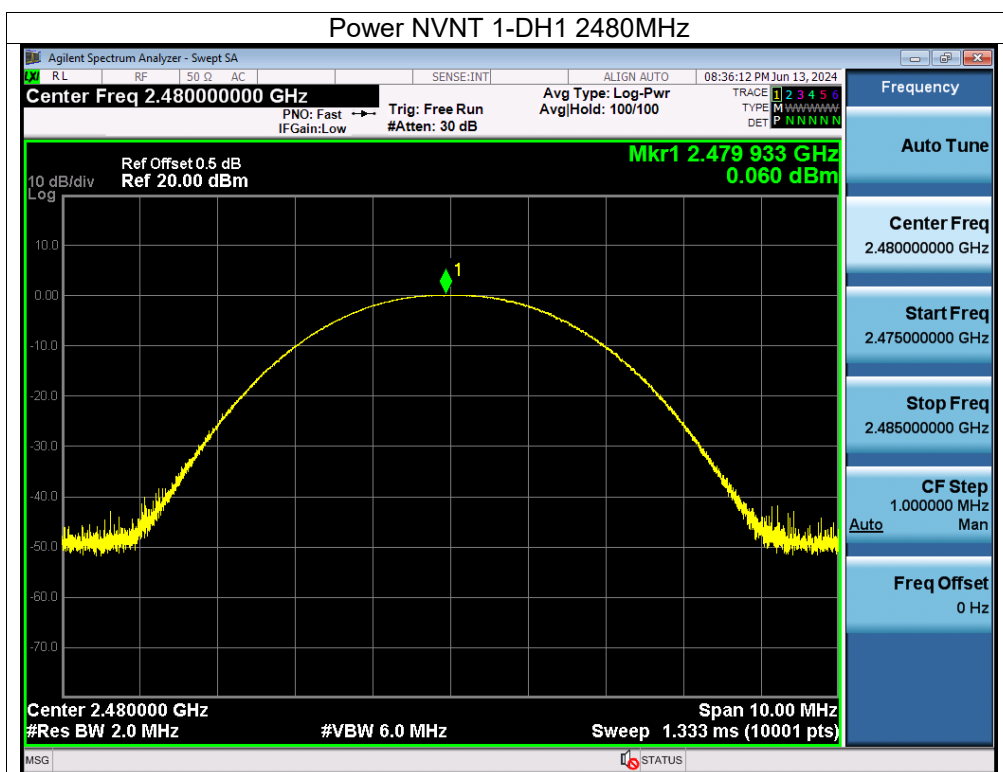 Power NVNT 1-DH1 2480MHz
Agilent Spectrum Analyzer - Swept SA
LXI RL RF 50 Ω AC SENSE:INT ALIGN AUTO 08:36:12 PM Jun 13, 2024
Center Freq 2.480000000 GHz
PNO: Fast
IFGain:Low
Trig: Free Run
#Atten: 30 dB
Avg Type: Log-Pwr
Avg|Hold: 100/100
TRACE 1 2 3 4 5 6
TYPE M WWWWW
DET P N N N N N
Mkr1 2.479 933 GHz
0.060 dBm
Ref Offset 0.5 dB
10 dB/div Ref 20.00 dBm
Log
10.0
0.00
-10.0
-20.0
-30.0
-40.0
-50.0
-60.0
-70.0
1
Center 2.480000 GHz Span 10.00 MHz
#Res BW 2.0 MHz #VBW 6.0 MHz Sweep 1.333 ms (10001 pts)
MSG STATUS
Frequency
Auto Tune
Center Freq
2.480000000 GHz
Start Freq
2.475000000 GHz
Stop Freq
2.485000000 GHz
CF Step
1.000000 MHz
Auto Man
Freq Offset
0 Hz